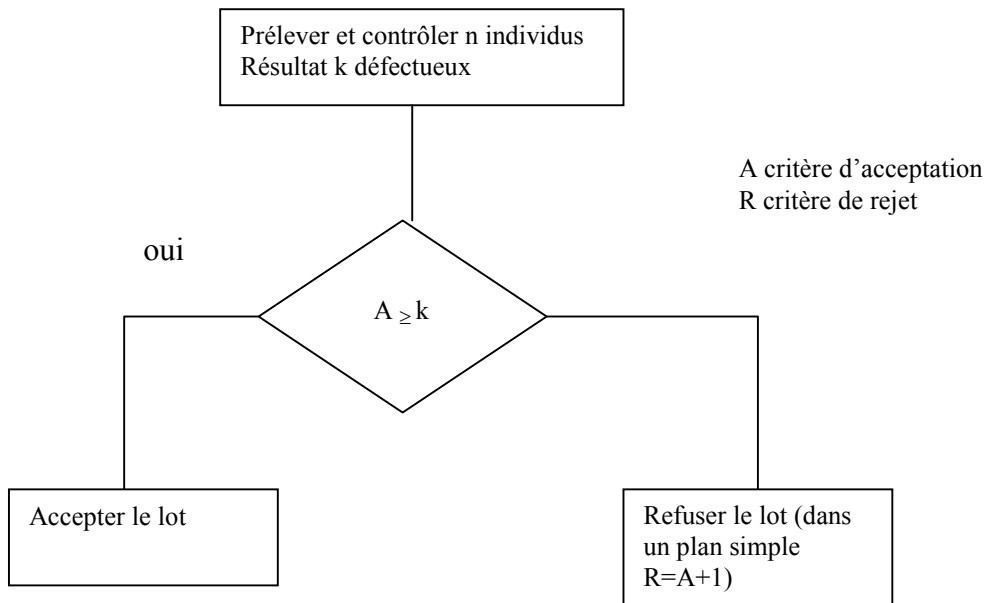 Prélever et contrôler n individus
Résultat k défectueux
A critère d’acceptation
R critère de rejet
oui
A ≥ k
Accepter le lot
Refuser le lot (dans
un plan simple
R=A+1)